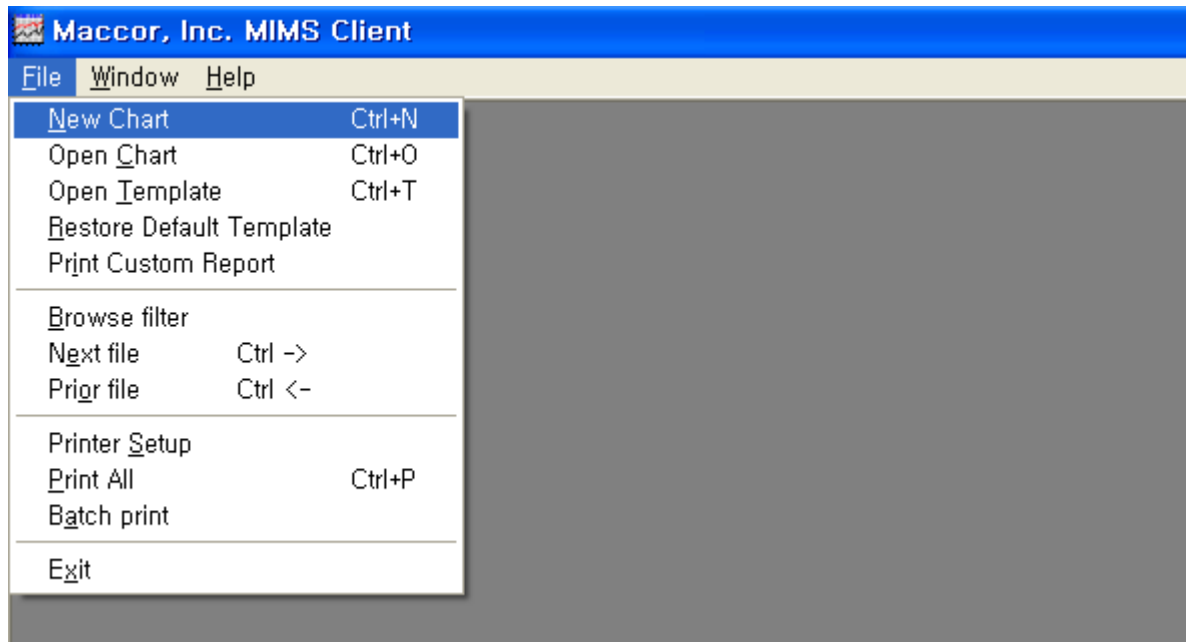 Maccor, Inc. MIMS Client
File Window Help
New Chart Ctrl+N
Open Chart Ctrl+O
Open Template Ctrl+T
Restore Default Template
Print Custom Report
Browse filter
Next file Ctrl ->
Prior file Ctrl <-
Printer Setup
Print All Ctrl+P
Batch print
Exit